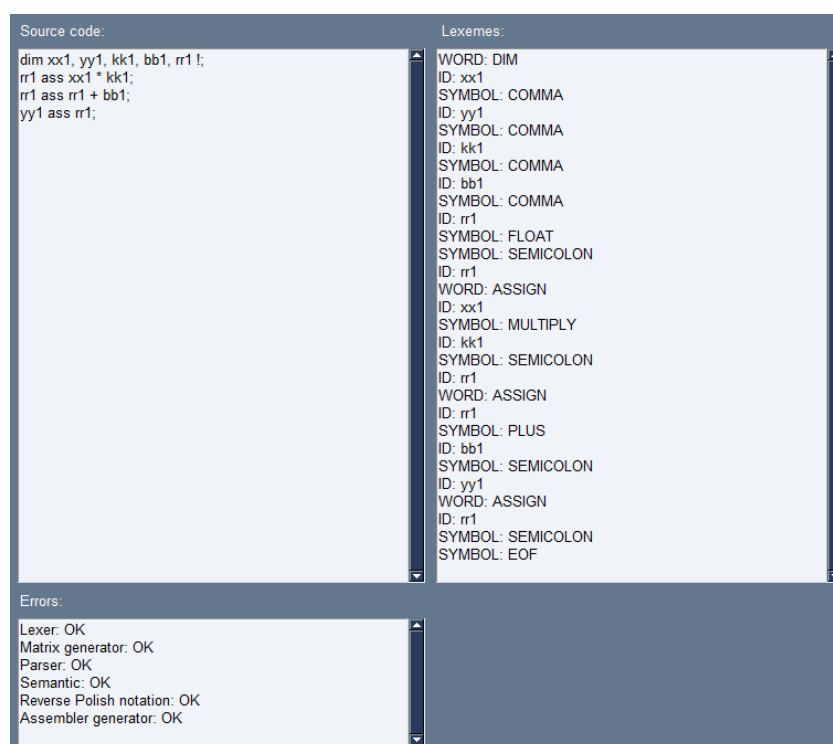 Source code:
dim xx1, yy1, kk1, bb1, rr1 !;
rr1 ass xx1 * kk1;
rr1 ass rr1 + bb1;
yy1 ass rr1;
Lexemes:
WORD: DIM
ID: xx1
SYMBOL: COMMA
ID: yy1
SYMBOL: COMMA
ID: kk1
SYMBOL: COMMA
ID: bb1
SYMBOL: COMMA
ID: rr1
SYMBOL: FLOAT
SYMBOL: SEMICOLON
ID: rr1
WORD: ASSIGN
ID: xx1
SYMBOL: MULTIPLY
ID: kk1
SYMBOL: SEMICOLON
ID: rr1
WORD: ASSIGN
ID: rr1
SYMBOL: PLUS
ID: bb1
SYMBOL: SEMICOLON
ID: yy1
WORD: ASSIGN
ID: rr1
SYMBOL: SEMICOLON
SYMBOL: EOF
Errors:
Lexer: OK
Matrix generator: OK
Parser: OK
Semantic: OK
Reverse Polish notation: OK
Assembler generator: OK